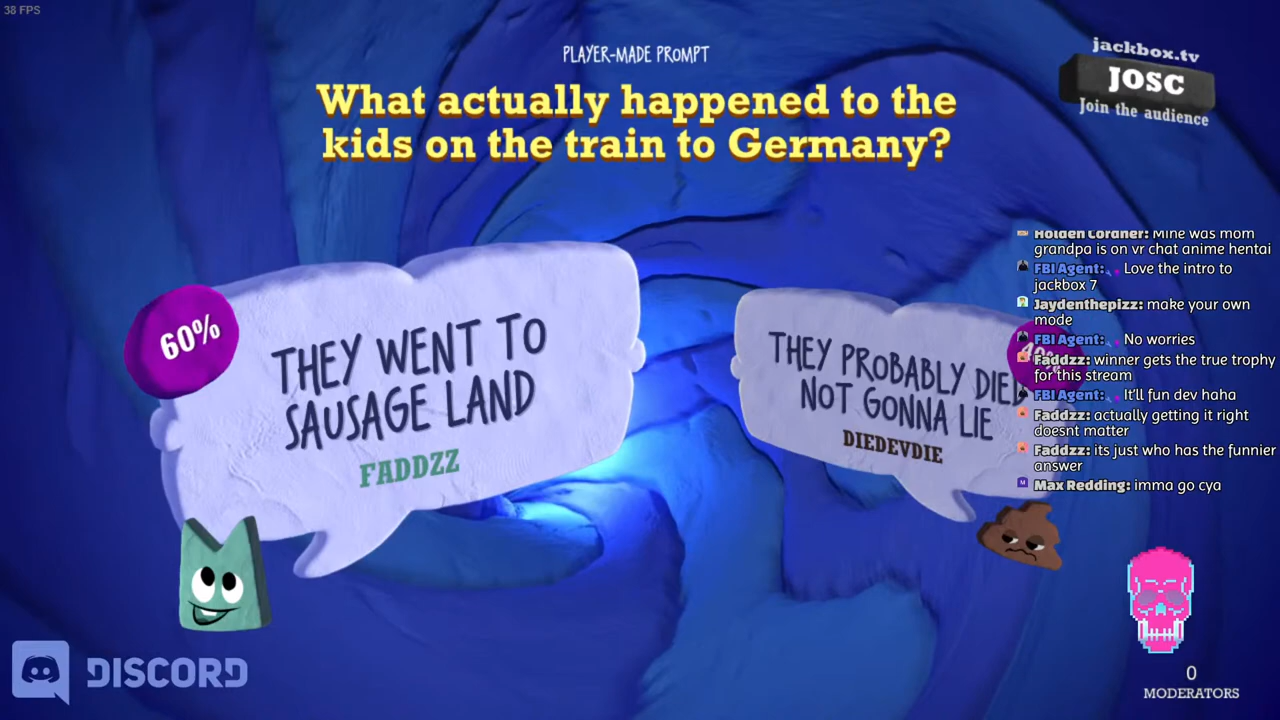 38 FPS
PLAYER-MADE PROMPT
What actually happened to the
kids on the train to Germany?
jackbox.tv
JOSC
Join the audience
60%
THEY WENT TO
SAUSAGE LAND
FADDZZ
THEY PROBABLY DIED
NOT GONNA LIE
DIEDEVDIE
Holden Cordner: Mine was mom
grandpa is on vr chat anime hentai
FBI Agent: Love the intro to
jackbox 7
Jaydenthepizz: make your own
mode
FBI Agent: No worries
Faddzz: winner gets the true trophy
for this stream
FBI Agent: It'll fun dev haha
Faddzz: actually getting it right
doesnt matter
Faddzz: its just who has the funnier
answer
Max Redding: imma go cya
DISCORD
0
MODERATORS